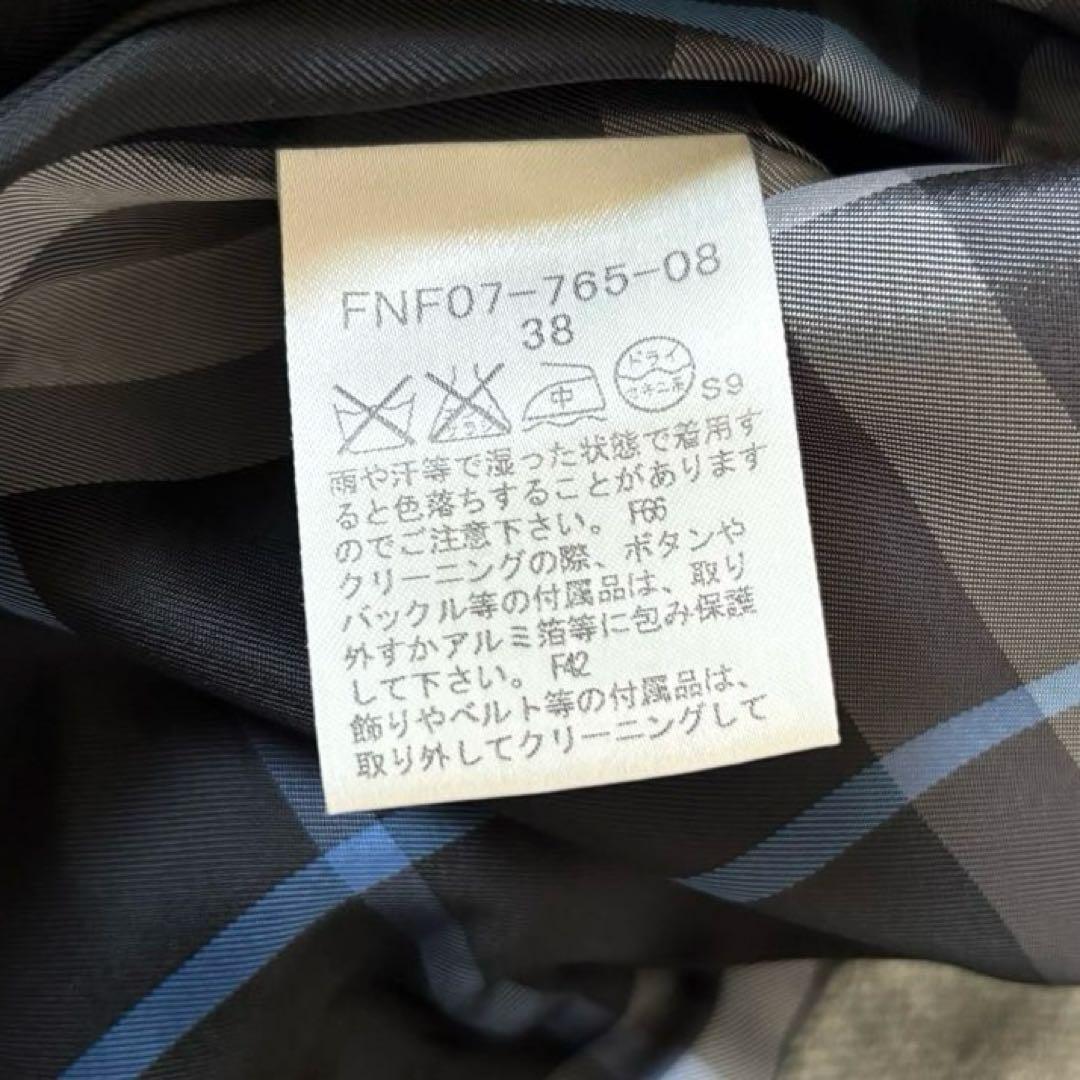 FNF07-765-08
38
中 ドライ
セキユ系 S9
雨や汗等で湿った状態で着用す
ると色落ちすることがあります
のでご注意下さい。 F66
クリーニングの際、ボタンや
バックル等の付属品は、取り
外すかアルミ箔等に包み保護
して下さい。 F42
飾りやベルト等の付属品は、
取り外してクリーニングして